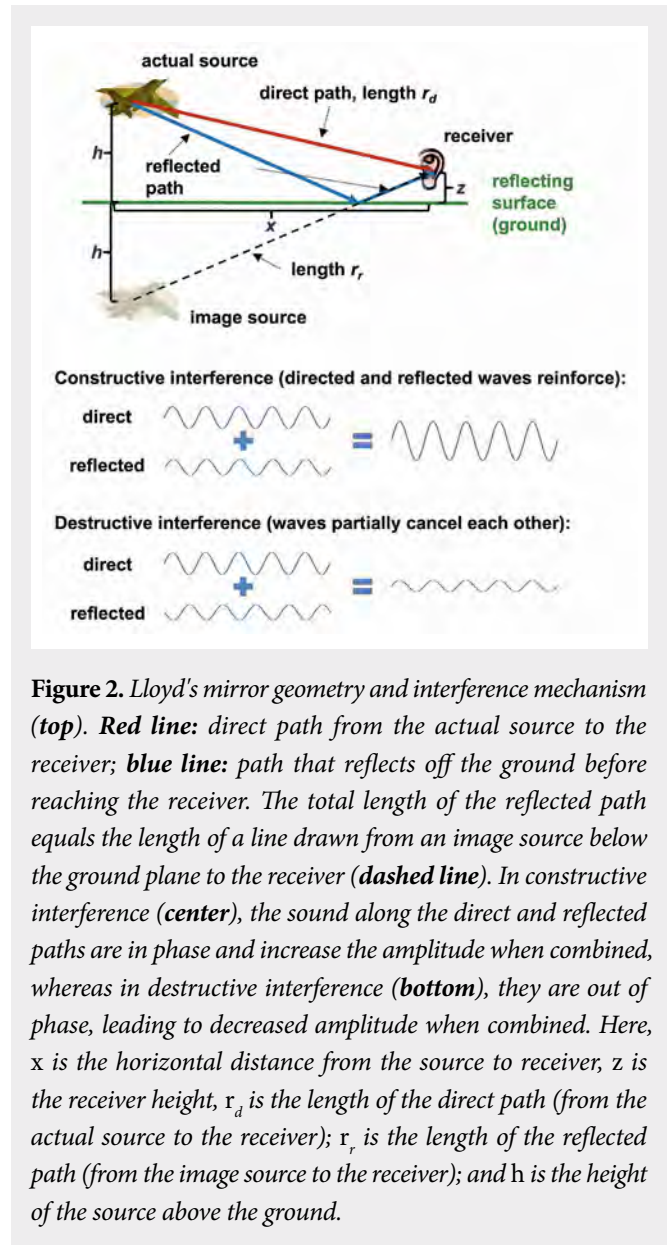 actual source
direct path, length rd
receiver
h
reflected
path
z
reflecting
surface
(ground)
x
h
length rr
image source
Constructive interference (directed and reflected waves reinforce):
direct
+
=
reflected
Destructive interference (waves partially cancel each other):
direct
+
=
reflected
Figure 2. Lloyd's mirror geometry and interference mechanism
(top). Red line: direct path from the actual source to the
receiver; blue line: path that reflects off the ground before
reaching the receiver. The total length of the reflected path
equals the length of a line drawn from an image source below
the ground plane to the receiver (dashed line). In constructive
interference (center), the sound along the direct and reflected
paths are in phase and increase the amplitude when combined,
whereas in destructive interference (bottom), they are out of
phase, leading to decreased amplitude when combined. Here,
x is the horizontal distance from the source to receiver, z is
the receiver height, rd is the length of the direct path (from the
actual source to the receiver); rr is the length of the reflected
path (from the image source to the receiver); and h is the height
of the source above the ground.